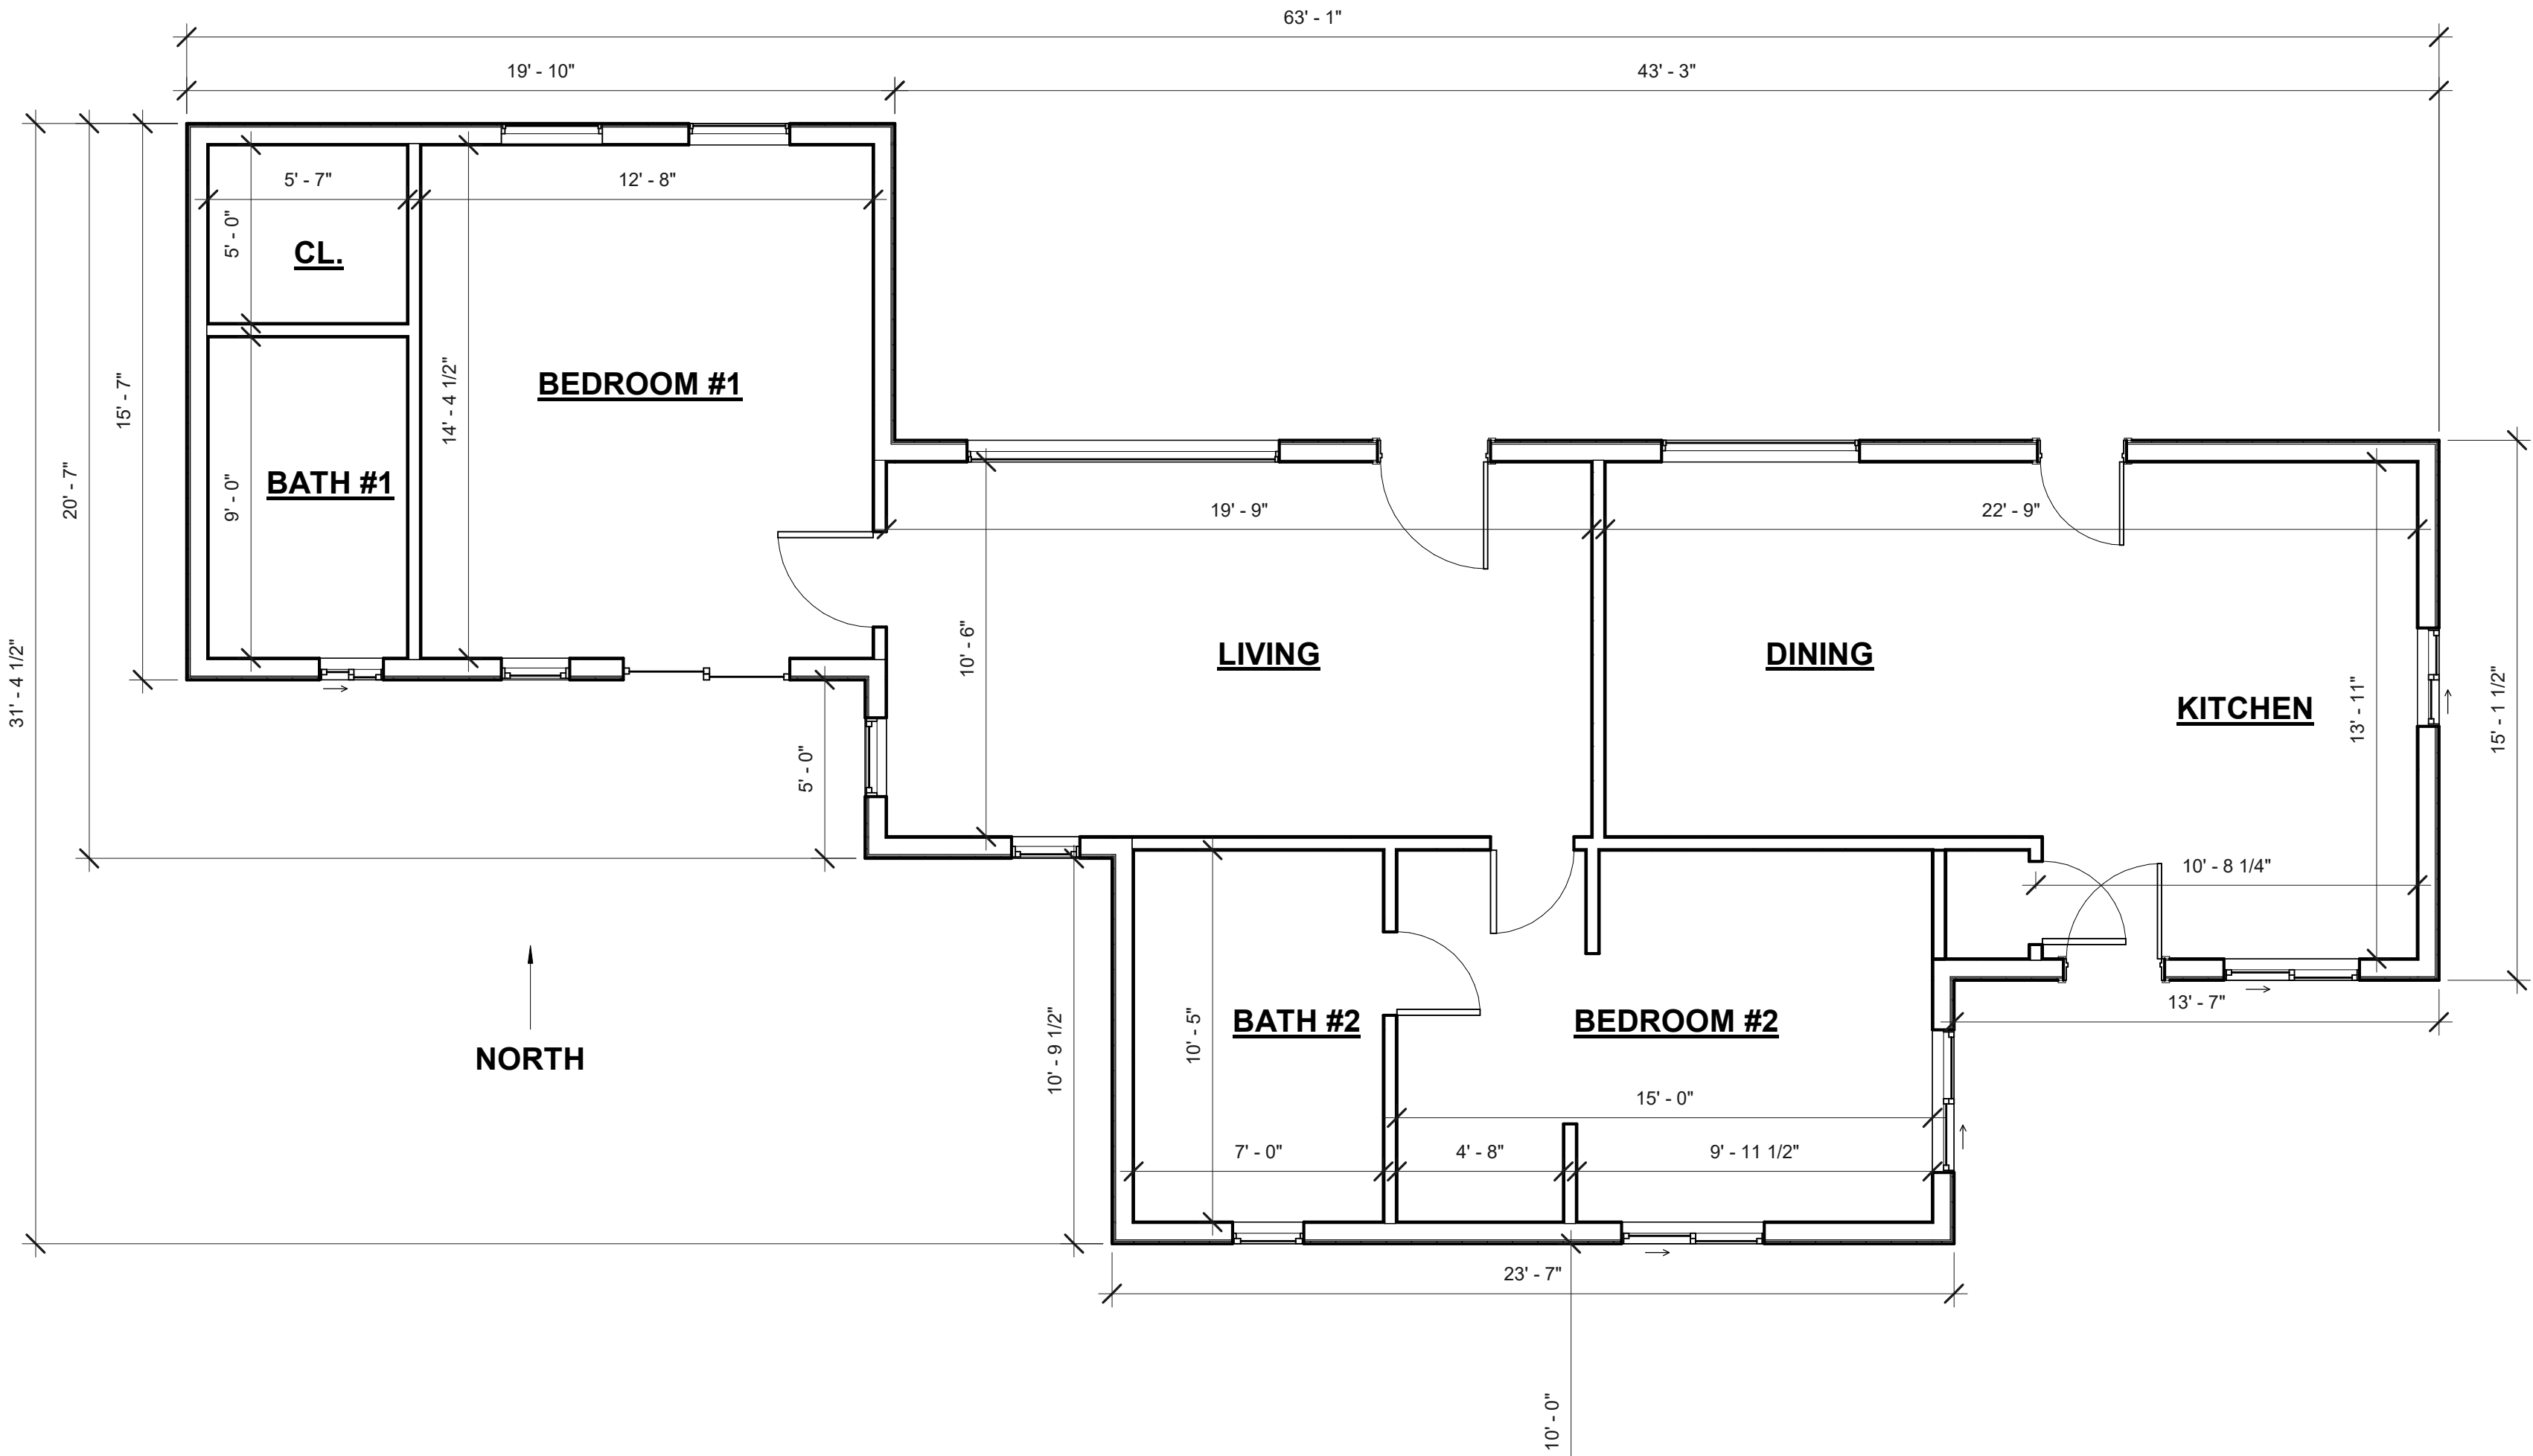 63' - 1"
19' - 10"
43' - 3"
5' - 7"
12' - 8"
5' - 0"
CL.
BEDROOM #1
15' - 7"
14' - 4 1/2"
BATH #1
9' - 0"
20' - 7"
19' - 9"
22' - 9"
31' - 4 1/2"
10' - 6"
LIVING
DINING
KITCHEN
13' - 11"
15' - 1 1/2"
5' - 0"
10' - 8 1/4"
13' - 7"
NORTH
10' - 9 1/2"
10' - 5"
BATH #2
BEDROOM #2
15' - 0"
7' - 0"
4' - 8"
9' - 11 1/2"
23' - 7"
10' - 0"